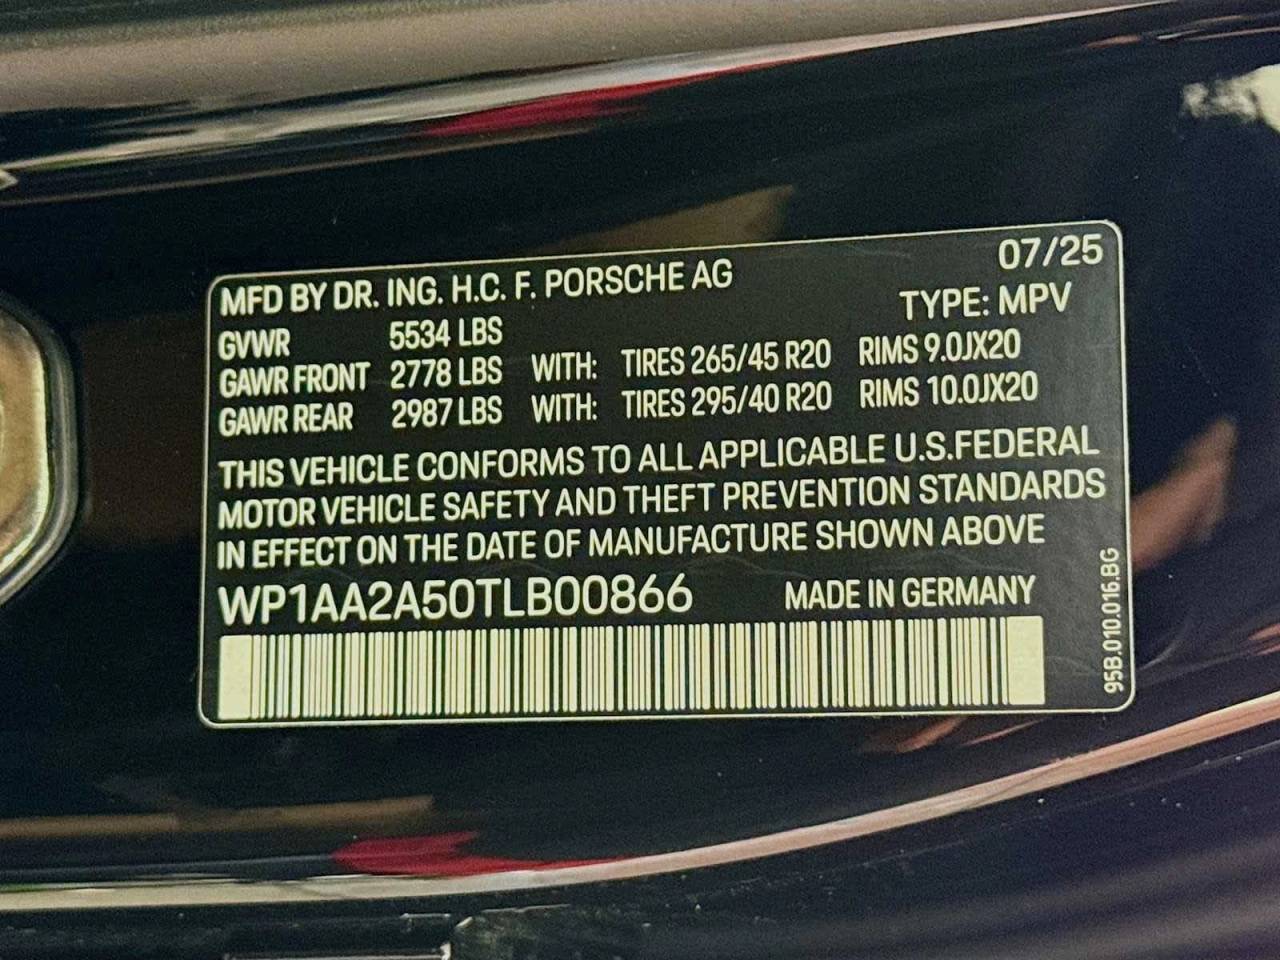 MFD BY DR. ING. H.C. F. PORSCHE AG 07/25
TYPE: MPV
GVWR 5534 LBS
GAWR FRONT 2778 LBS WITH: TIRES 265/45 R20 RIMS 9.0JX20
GAWR REAR 2987 LBS WITH: TIRES 295/40 R20 RIMS 10.0JX20
THIS VEHICLE CONFORMS TO ALL APPLICABLE U.S.FEDERAL
MOTOR VEHICLE SAFETY AND THEFT PREVENTION STANDARDS
IN EFFECT ON THE DATE OF MANUFACTURE SHOWN ABOVE
WP1AA2A50TLB00866 MADE IN GERMANY
95B.010.016.BG